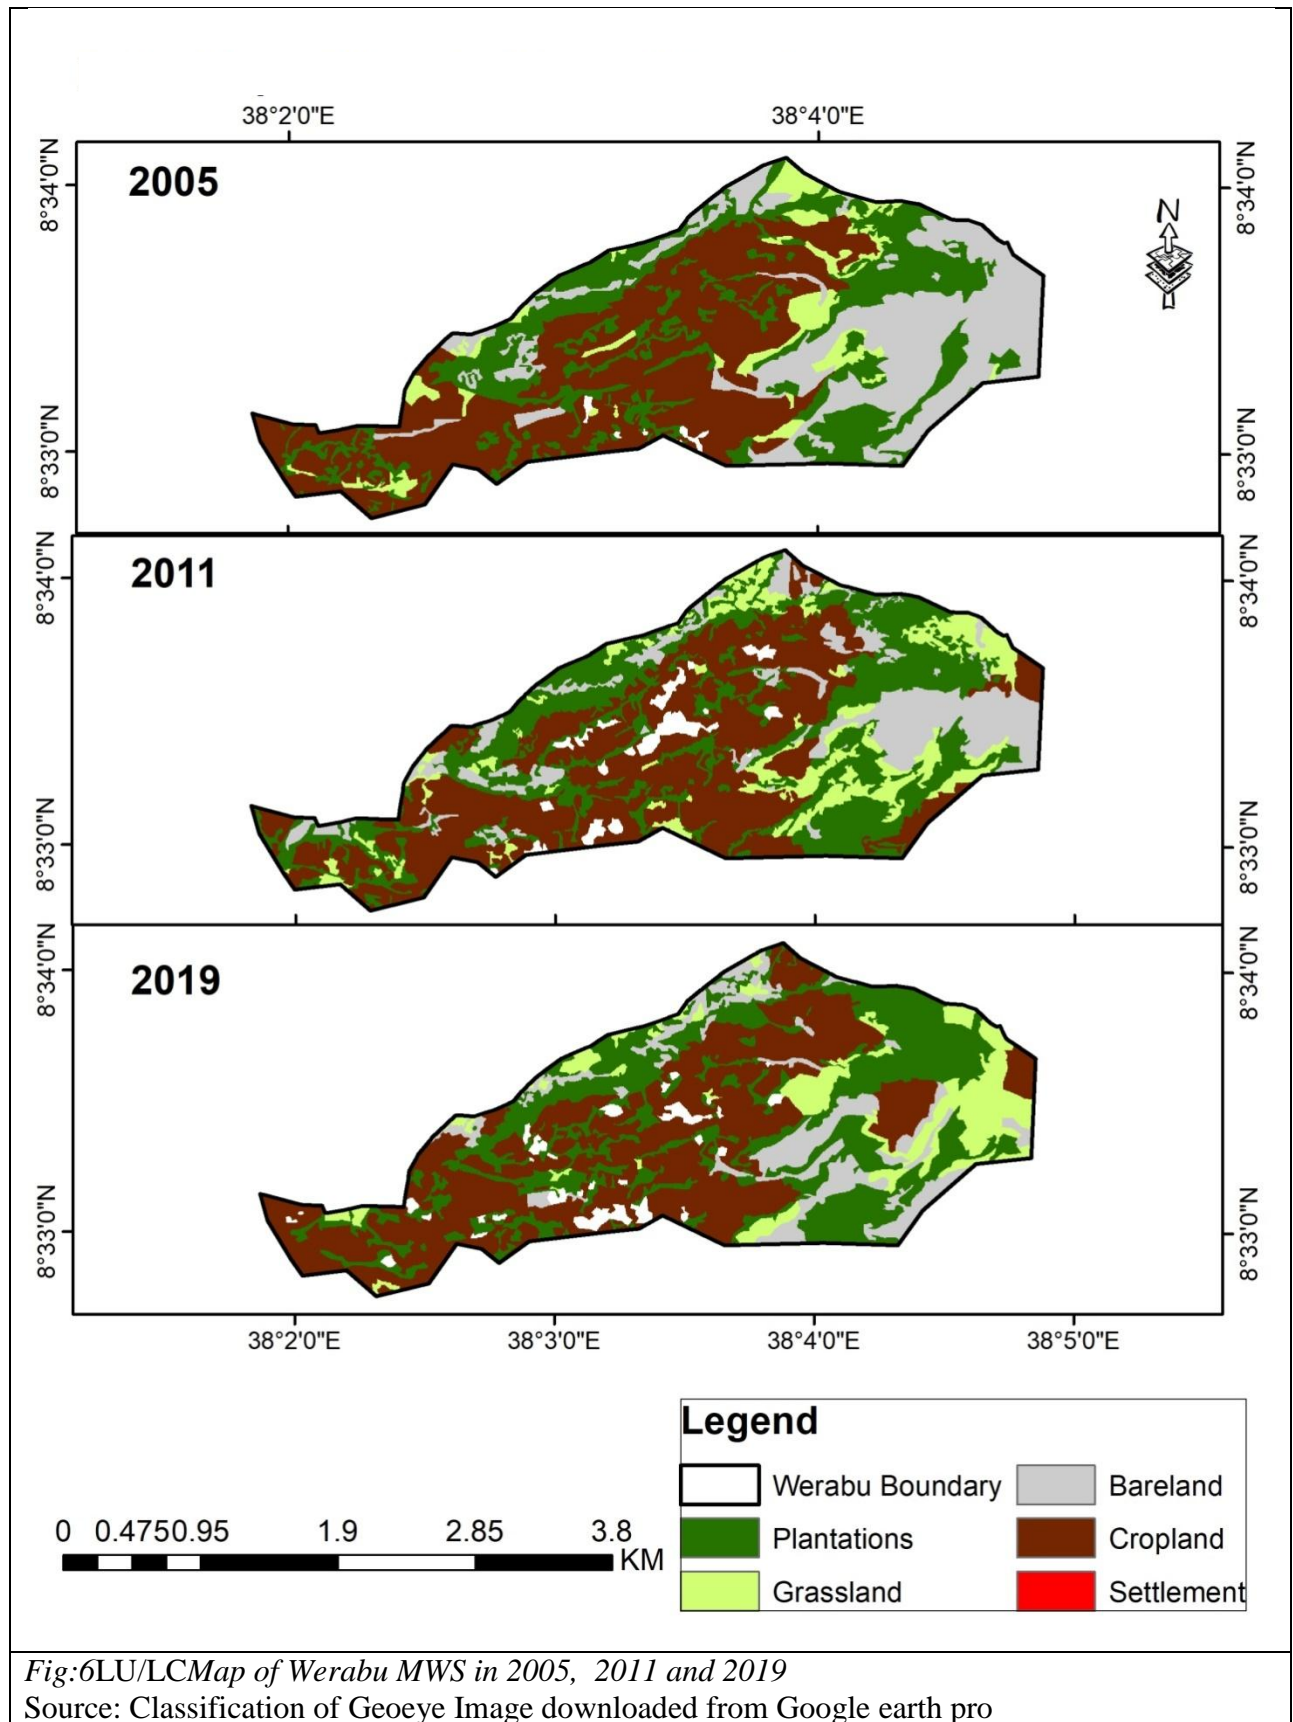 38°2'0"E 38°4'0"E
2005
8°34'0"N 8°34'0"N
N
8°33'0"N 8°33'0"N
2011
8°34'0"N 8°34'0"N
8°33'0"N 8°33'0"N
2019
8°34'0"N 8°34'0"N
8°33'0"N 8°33'0"N
38°2'0"E 38°3'0"E 38°4'0"E 38°5'0"E
Legend
Werabu Boundary Bareland
Plantations Cropland
Grassland Settlement
0 0.4750.95 1.9 2.85 3.8
KM
Fig:6LU/LCMap of Werabu MWS in 2005, 2011 and 2019
Source: Classification of Geoeye Image downloaded from Google earth pro